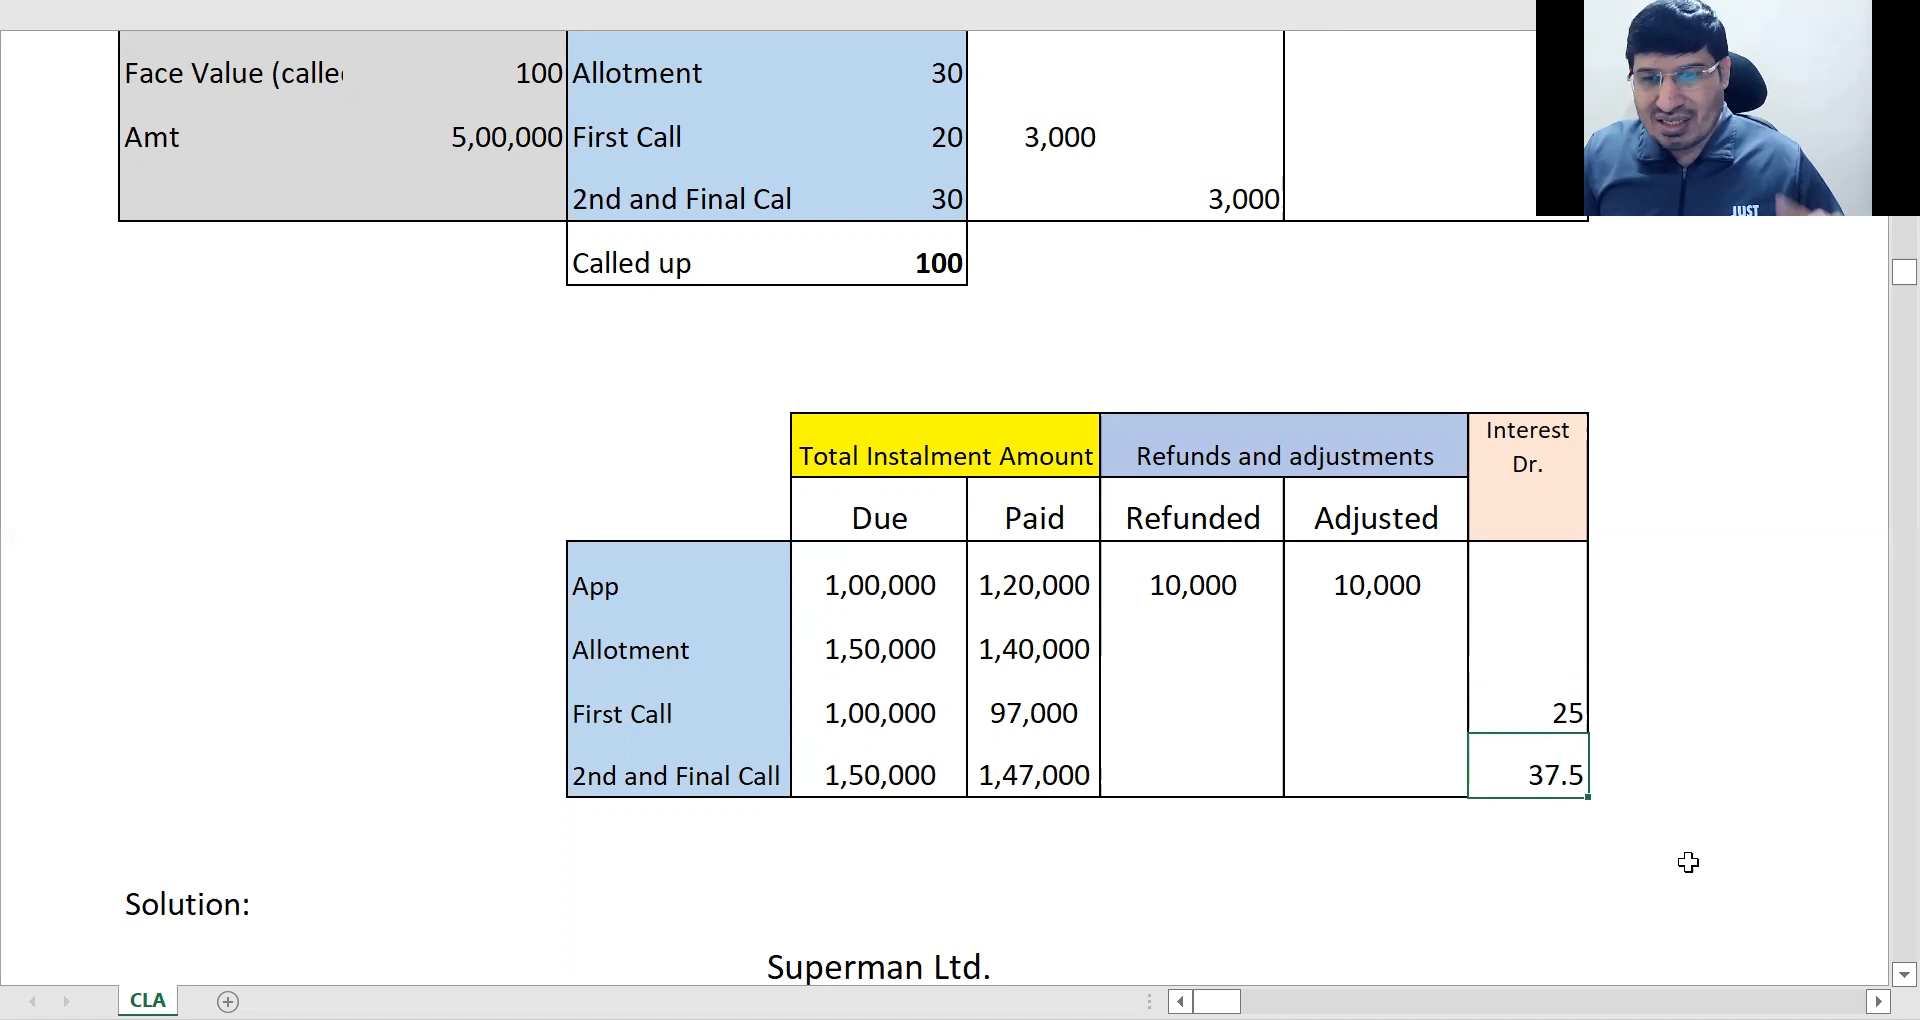 Face Value (calle 100 Allotment 30
Amt 5,00,000 First Call 20 3,000
2nd and Final Cal 30 3,000
Called up 100
JUST
Total Instalment Amount Refunds and adjustments Interest Dr.
Due Paid Refunded Adjusted
App 1,00,000 1,20,000 10,000 10,000
Allotment 1,50,000 1,40,000
First Call 1,00,000 97,000 25
2nd and Final Call 1,50,000 1,47,000 37.5
Solution:
Superman Ltd.
CLA